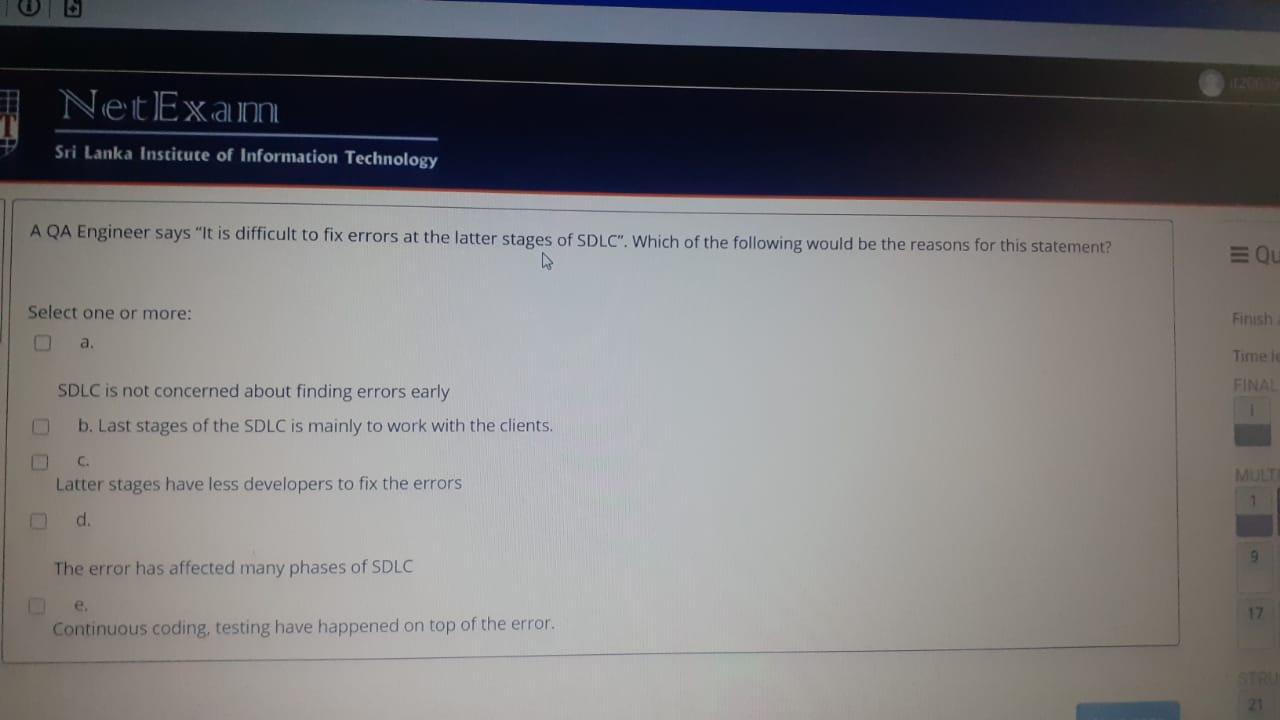 NetExam
Sri Lanka Institute of Information Technology
A QA Engineer says "It is difficult to fix errors at the latter stages of SDLC". Which of the following would be the reasons for this statement?
Select one or more:
a.
SDLC is not concerned about finding errors early
b. Last stages of the SDLC is mainly to work with the clients.
c.
Latter stages have less developers to fix the errors
d.
The error has affected many phases of SDLC
e.
Continuous coding, testing have happened on top of the error.
Finish
Time
FINAL
i
1
9
17
21